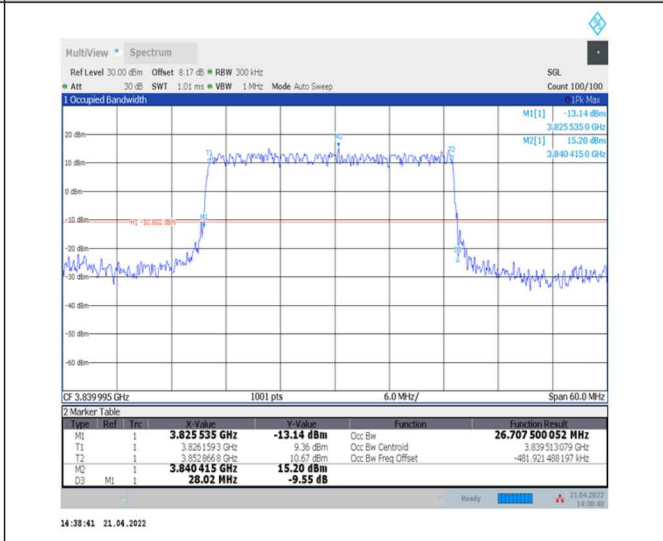 MultiView Spectrum
Ref Level 30.00 dBm Offset 8.17 dB RBW 300 kHz SGL
Att 30 dB SWT 1.01 ms VBW 1 MHz Mode Auto Sweep Count 100/100
1 Occupied Bandwidth 1Pk Max
M1[1] -13.14 dBm
3.825 535 0 GHz
M2[1] 15.20 dBm
3.840 415 0 GHz
20 dBm
M2
T1
T2
10 dBm
0 dBm
-10 dBm
H1 -10.802 dBm
M1
-20 dBm
D3
-30 dBm
-40 dBm
-50 dBm
-60 dBm
CF 3.839 995 GHz 1001 pts 6.0 MHz/ Span 60.0 MHz
2 Marker Table
Type Ref Trc X-Value Y-Value Function Function Result
M1 1 3.825 535 GHz -13.14 dBm Occ Bw 26.707 500 052 MHz
T1 1 3.826 159 3 GHz 9.36 dBm Occ Bw Centroid 3.839 513 079 GHz
T2 1 3.852 866 8 GHz 10.67 dBm Occ Bw Freq Offset -481.921 488 197 kHz
M2 1 3.840 415 GHz 15.20 dBm
D3 M1 1 28.02 MHz -9.55 dB
Ready 21.04.2022
14:38:40
14:38:41 21.04.2022